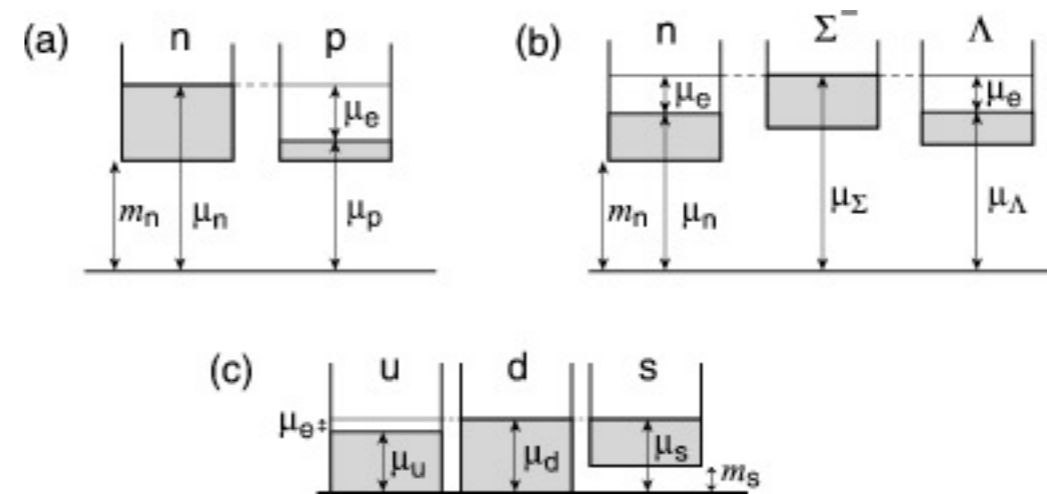 (a) n p
μe
mn μn μp
(b) n Σ⁻ Λ
μe μe
mn μn μΣ μΛ
(c) u d s
μe
μu μd μs
ms